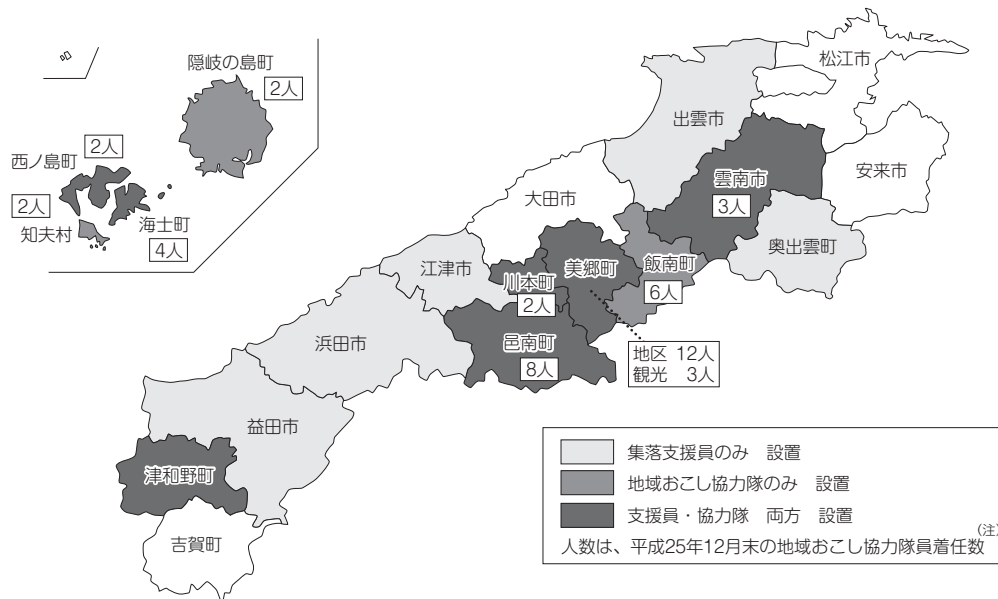 隠岐の島町
2人
西ノ島町
2人
2人
知夫村
海士町
4人
松江市
出雲市
安来市
雲南市
3人
大田市
奥出雲町
飯南町
6人
美郷町
江津市
川本町
2人
地区 12人
観光 3人
邑南町
8人
浜田市
益田市
津和野町
吉賀町
集落支援員のみ 設置
地域おこし協力隊のみ 設置
支援員・協力隊 両方 設置
(注)
人数は、平成25年12月末の地域おこし協力隊員着任数